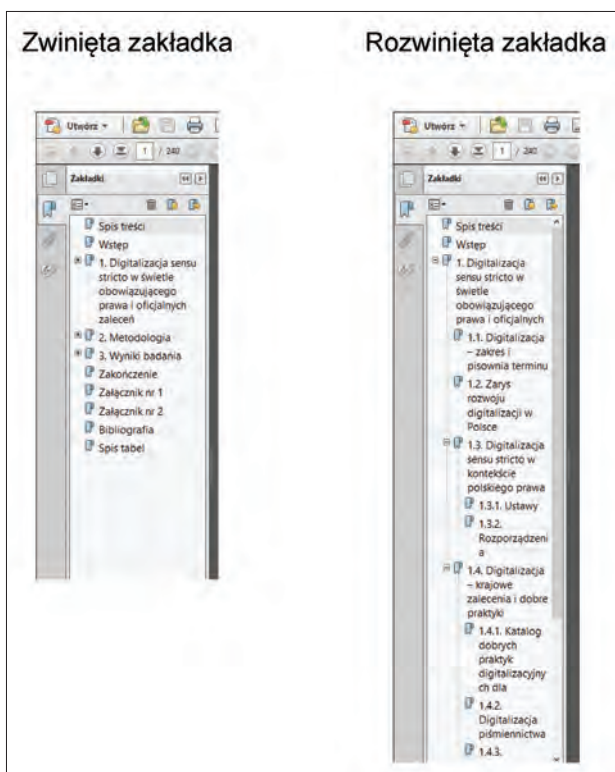 Zwinięta zakładka
Rozwinięta zakładka
Utwórz
1 / 240
Zakładki
Spis treści
Wstęp
1. Digitalizacja sensu
stricto w świetle
obowiązującego
prawa i oficjalnych
zaleceń
2. Metodologia
3. Wyniki badania
Zakończenie
Załącznik nr 1
Załącznik nr 2
Bibliografia
Spis tabel
Utwórz
1 / 240
Zakładki
Spis treści
Wstęp
1. Digitalizacja
sensu stricto w
świetle
obowiązującego
prawa i oficjalnych
1.1. Digitalizacja
– zakres i
pisownia terminu
1.2. Zarys
rozwoju
digitalizacji w
Polsce
1.3. Digitalizacja
sensu stricto w
kontekście
polskiego prawa
1.3.1. Ustawy
1.3.2.
Rozporządzeni
a
1.4. Digitalizacja
– krajowe
zalecenia i dobre
praktyki
1.4.1. Katalog
dobrych
praktyk
digitalizacyjny
ch dla
1.4.2.
Digitalizacja
piśmiennictwa
1.4.3.